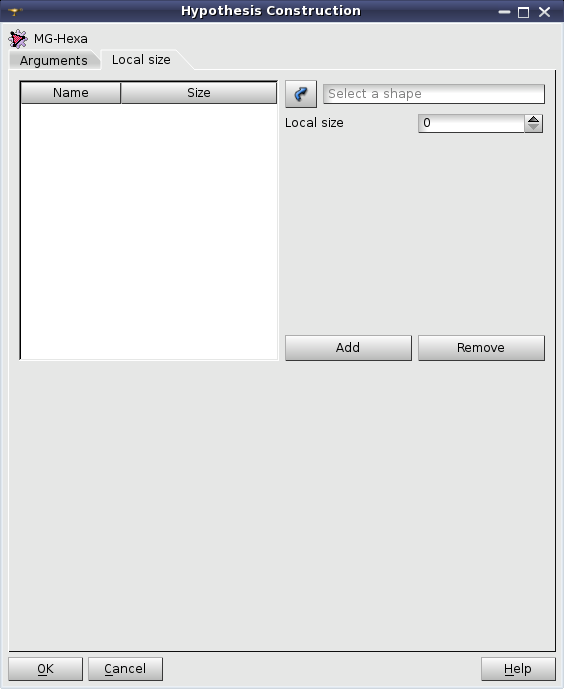 Hypothesis Construction
MG-Hexa
Arguments Local size
Name Size Select a shape
Local size 0
Add Remove
OK Cancel Help